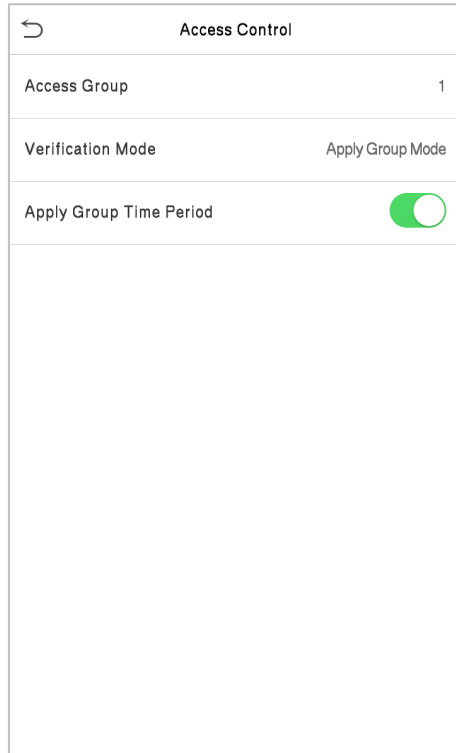 Access Control
Access Group 1
Verification Mode Apply Group Mode
Apply Group Time Period